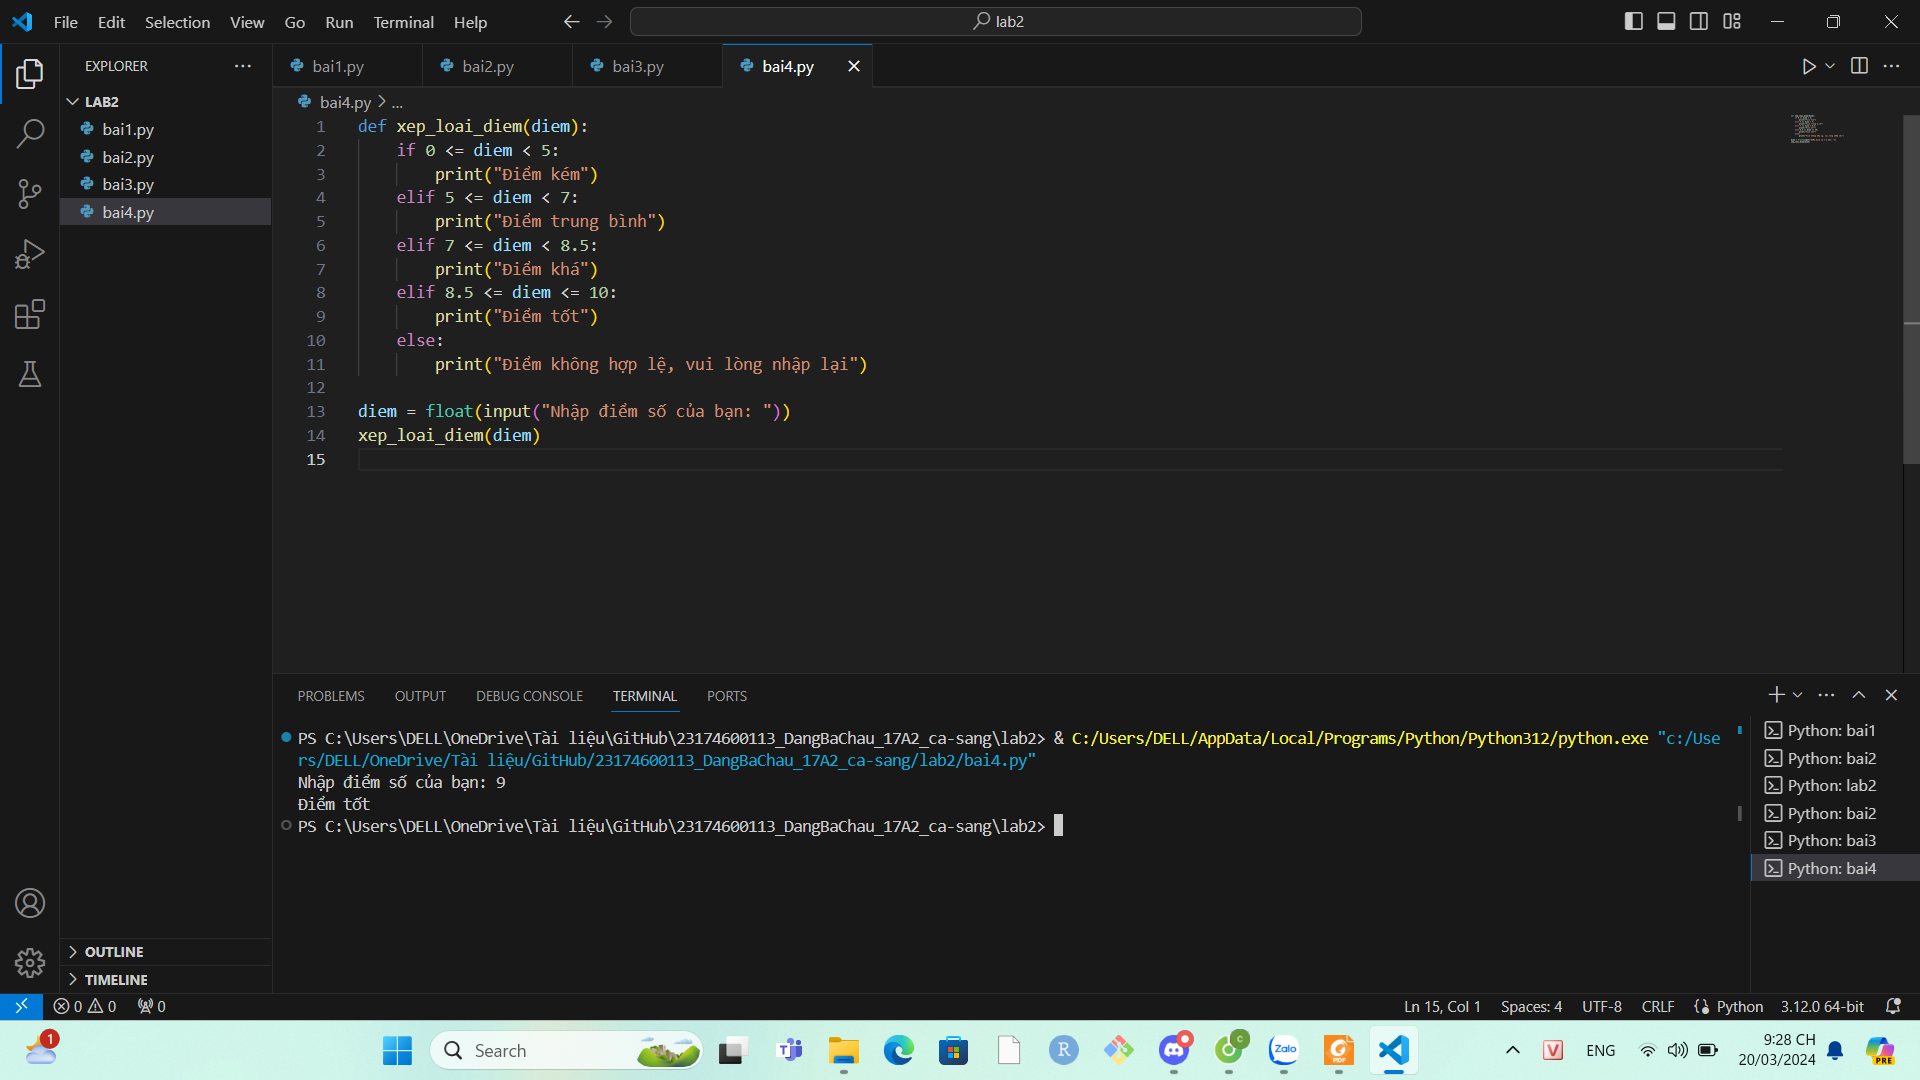 File Edit Selection View Go Run Terminal Help
lab2
EXPLORER
LAB2
bai1.py
bai2.py
bai3.py
bai4.py
OUTLINE
TIMELINE
bai1.py bai2.py bai3.py bai4.py
bai4.py > ...
1 def xep_loai_diem(diem):
2 if 0 <= diem < 5:
3 print("Điểm kém")
4 elif 5 <= diem < 7:
5 print("Điểm trung bình")
6 elif 7 <= diem < 8.5:
7 print("Điểm khá")
8 elif 8.5 <= diem <= 10:
9 print("Điểm tốt")
10 else:
11 print("Điểm không hợp lệ, vui lòng nhập lại")
12
13 diem = float(input("Nhập điểm số của bạn: "))
14 xep_loai_diem(diem)
15
PROBLEMS OUTPUT DEBUG CONSOLE TERMINAL PORTS
PS C:\Users\DELL\OneDrive\Tài liệu\GitHub\23174600113_DangBaChau_17A2_ca-sang\lab2> & C:/Users/DELL/AppData/Local/Programs/Python/Python312/python.exe "c:/Use
rs/DELL/OneDrive/Tài liệu/GitHub/23174600113_DangBaChau_17A2_ca-sang/lab2/bai4.py"
Nhập điểm số của bạn: 9
Điểm tốt
PS C:\Users\DELL\OneDrive\Tài liệu\GitHub\23174600113_DangBaChau_17A2_ca-sang\lab2>
Python: bai1
Python: bai2
Python: lab2
Python: bai2
Python: bai3
Python: bai4
0 0 0
Ln 15, Col 1 Spaces: 4 UTF-8 CRLF Python 3.12.0 64-bit
1
Search
T
R
C
Zalo
PDF
V
ENG
9:28 CH
20/03/2024
PRE